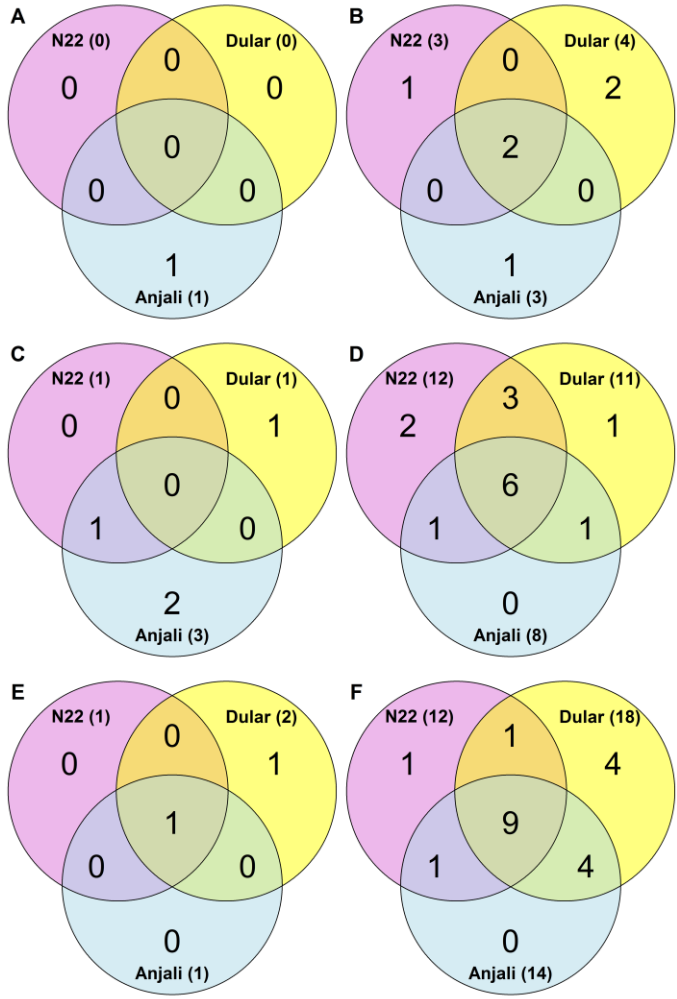 A
N22 (0)
0
Dular (0)
0
0
0
0
0
1
Anjali (1)
B
N22 (3)
0
Dular (4)
1
2
2
0
0
1
Anjali (3)
C
N22 (1)
0
Dular (1)
0
1
0
1
0
2
Anjali (3)
D
N22 (12)
3
Dular (11)
2
1
6
1
1
0
Anjali (8)
E
N22 (1)
0
Dular (2)
0
1
1
0
0
0
Anjali (1)
F
N22 (12)
1
Dular (18)
1
4
9
1
4
0
Anjali (14)